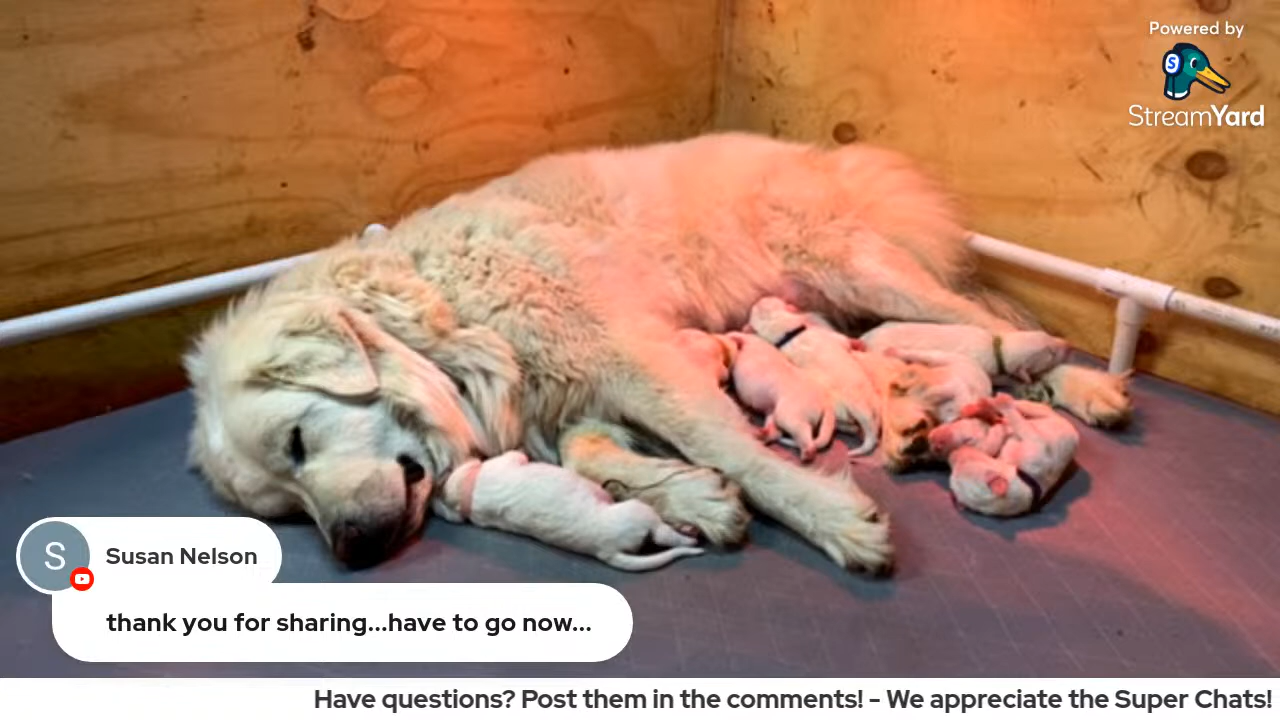 Powered by
S
StreamYard
S
Susan Nelson
thank you for sharing...have to go now...
Have questions? Post them in the comments! - We appreciate the Super Chats!